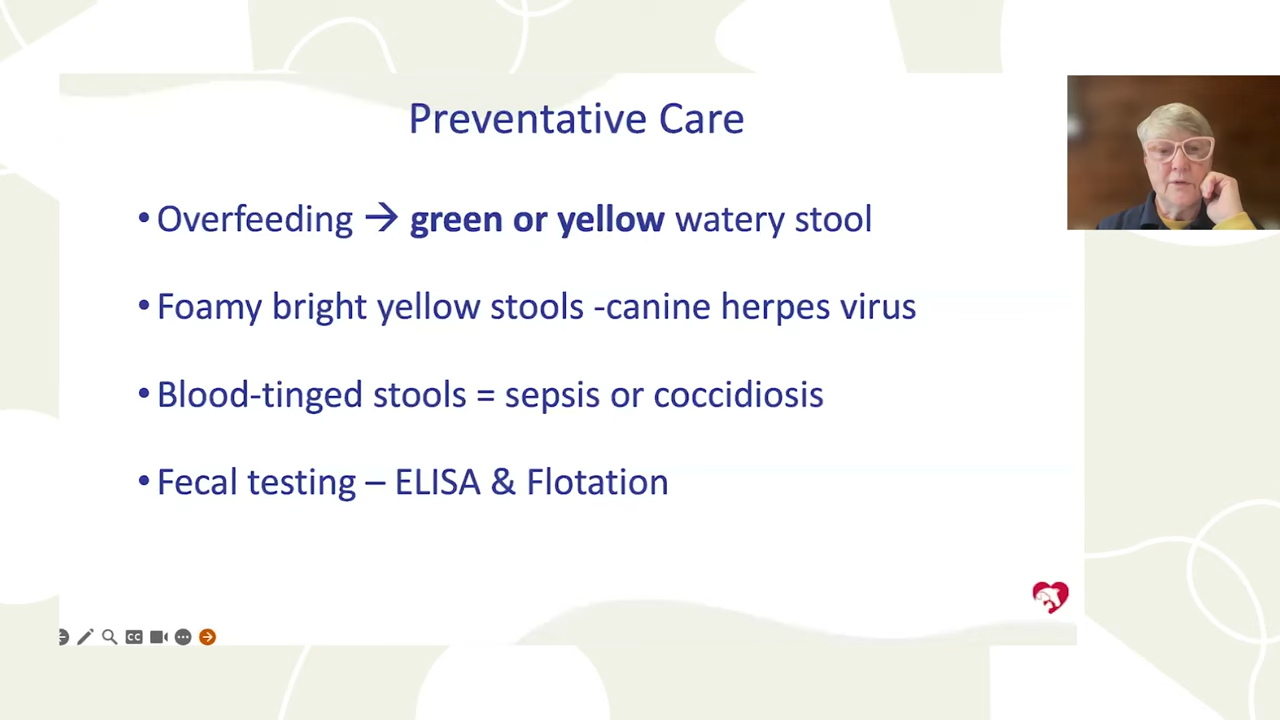 Preventative Care
• Overfeeding → green or yellow watery stool
• Foamy bright yellow stools -canine herpes virus
• Blood-tinged stools = sepsis or coccidiosis
• Fecal testing – ELISA & Flotation
CC